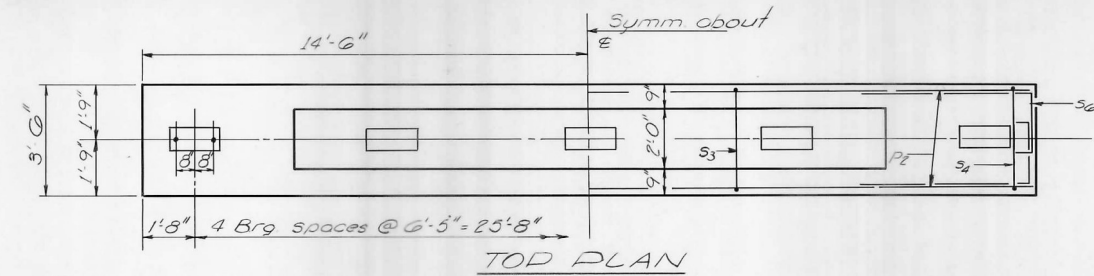 Symm. about
℄
14'-6"
3'-6"
1'-9"
1'-9"
9"
2'-0"
9"
8"
8"
S3
P2
S4
S6
1'-8"
4 Brg spaces @ 6'-5" = 25'-8"
TOP PLAN